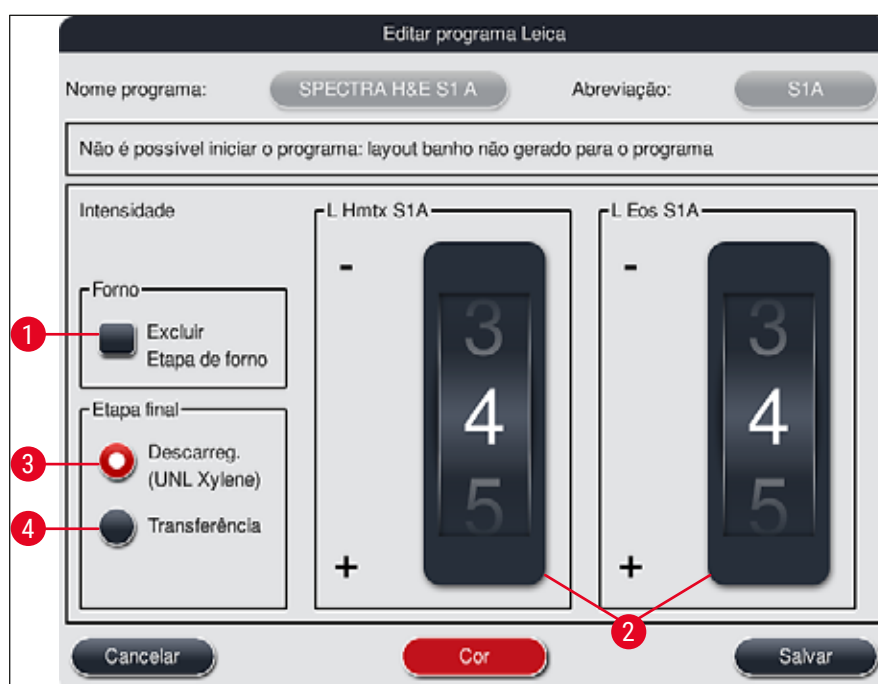 Editar programa Leica
Nome programa: SPECTRA H&E S1 A Abreviação: S1A
Não é possível iniciar o programa: layout banho não gerado para o programa
Intensidade
Forno
1 Excluir
Etapa de forno
Etapa final
3 Descarreg.
(UNL Xylene)
4 Transferência
L Hmtx S1A
-
3
4
5
+
L Eos S1A
-
3
4
5
+
2
Cancelar Cor Salvar